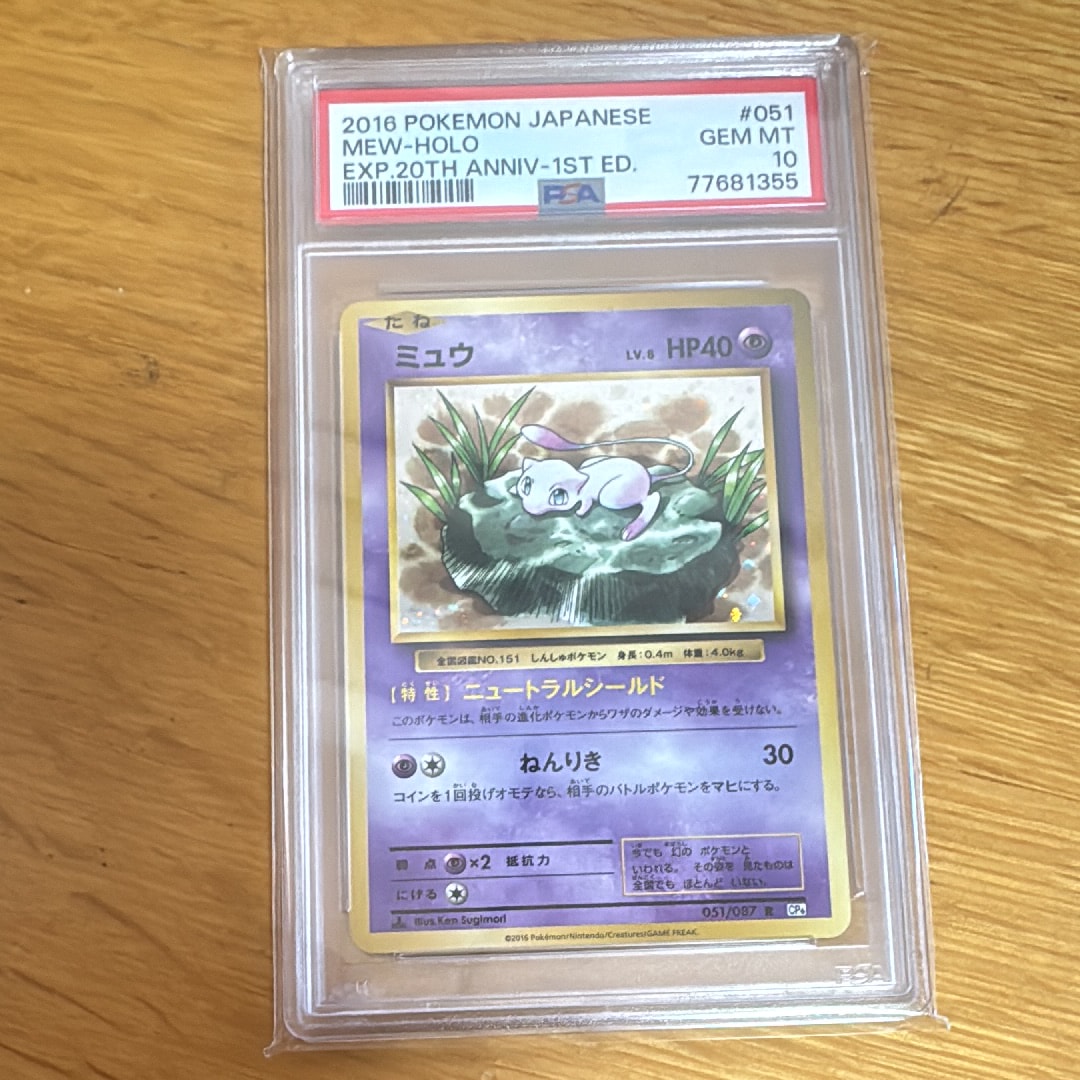 2016 POKEMON JAPANESE #051
MEW-HOLO GEM MT
EXP.20TH ANNIV-1ST ED. 10
PSA 77681355
たね
ミュウ LV.8 HP40
全国図鑑NO.151 しんしゅポケモン 身長:0.4m 体重:4.0kg
[特性] ニュートラルシールド
このポケモンは、相手の進化ポケモンからワザのダメージや効果を受けない。
ねんりき 30
コインを1回投げオモテなら、相手のバトルポケモンをマヒにする。
弱点 ×2 抵抗力
にげる
今でも 幻の ポケモンと
いわれる。 その姿を 見たものは
全国でも ほとんど いない。
Illus. Ken Sugimori
051/087 R CP6
©2016 Pokémon/Nintendo/Creatures/GAME FREAK.
PSA